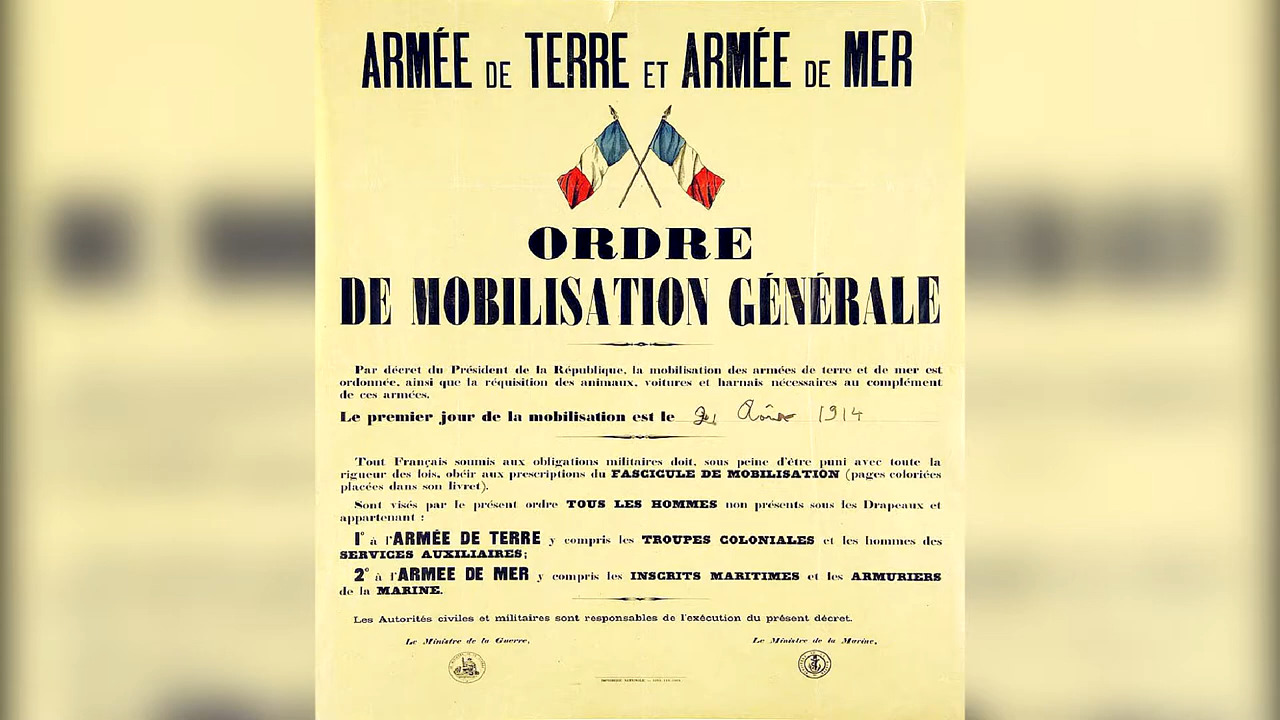 ARMÉE DE TERRE ET ARMÉE DE MER
ORDRE
DE MOBILISATION GÉNÉRALE
Par décret du Président de la République, la mobilisation des armées de terre et de mer est
ordonnée, ainsi que la réquisition des animaux, voitures et harnais nécessaires au complément
de ces armées.
Le premier jour de la mobilisation est le Août 1914
Tout Français soumis aux obligations militaires doit, sous peine d'être puni avec toute la
rigueur des lois, obéir aux prescriptions du FASCICULE DE MOBILISATION (pages coloriées
placées dans son livret).
Sont visés par le présent ordre TOUS LES HOMMES non présents sous les Drapeaux et
appartenant :
1° à l'ARMÉE DE TERRE y compris les TROUPES COLONIALES et les hommes des
SERVICES AUXILIAIRES;
2° à l'ARMEE DE MER y compris les INSCRITS MARITIMES et les ARMURIERS
de la MARINE.
Les Autorités civiles et militaires sont responsables de l'exécution du présent décret.
Le Ministre de la Guerre, Le Ministre de la Marine,
IMPRIMERIE NATIONALE